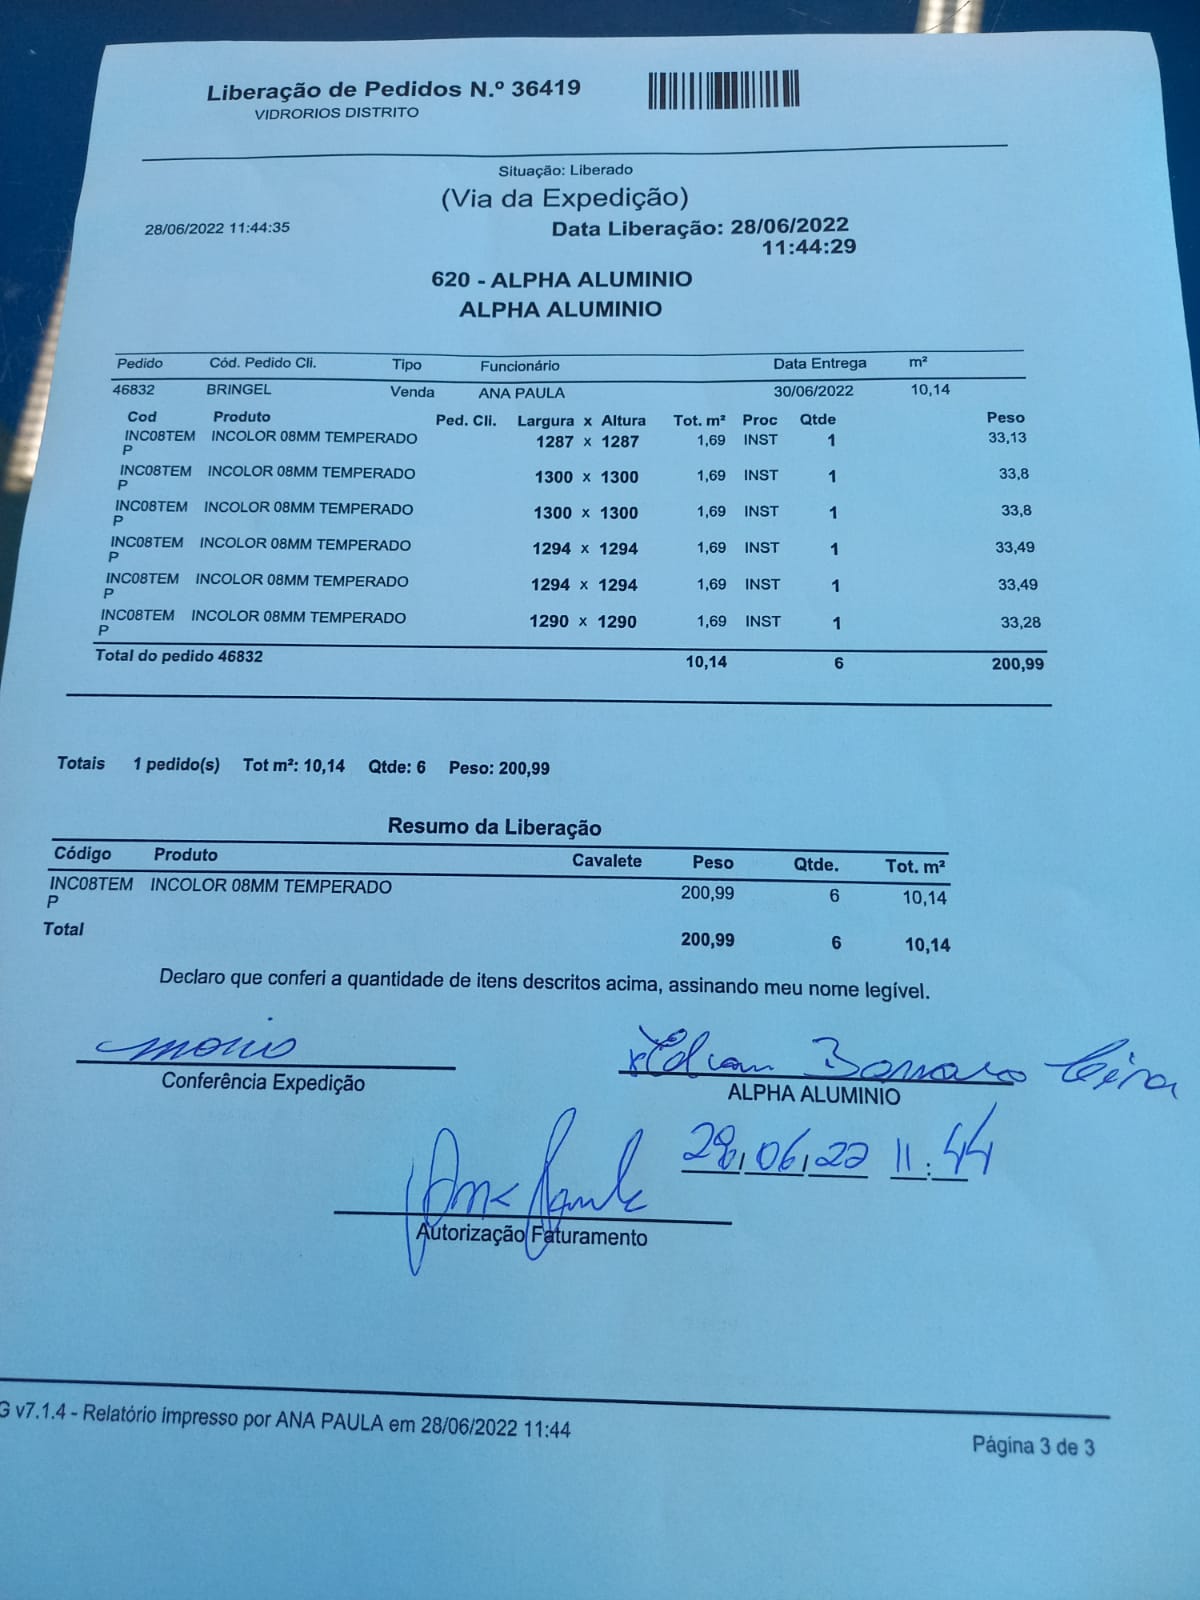 Liberação de Pedidos N.º 36419
VIDRORIOS DISTRITO
Situação: Liberado
(Via da Expedição)
28/06/2022 11:44:35 Data Liberação: 28/06/2022
11:44:29
620 - ALPHA ALUMINIO
ALPHA ALUMINIO
Pedido Cód. Pedido Cli. Tipo Funcionário Data Entrega m²
46832 BRINGEL Venda ANA PAULA 30/06/2022 10,14
Cod Produto Ped. Cli. Largura x Altura Tot. m² Proc Qtde Peso
INC08TEM INCOLOR 08MM TEMPERADO 1287 x 1287 1,69 INST 1 33,13
P
INC08TEM INCOLOR 08MM TEMPERADO 1300 x 1300 1,69 INST 1 33,8
P
INC08TEM INCOLOR 08MM TEMPERADO 1300 x 1300 1,69 INST 1 33,8
P
INC08TEM INCOLOR 08MM TEMPERADO 1294 x 1294 1,69 INST 1 33,49
P
INC08TEM INCOLOR 08MM TEMPERADO 1294 x 1294 1,69 INST 1 33,49
P
INC08TEM INCOLOR 08MM TEMPERADO 1290 x 1290 1,69 INST 1 33,28
P
Total do pedido 46832 10,14 6 200,99
Totais 1 pedido(s) Tot m²: 10,14 Qtde: 6 Peso: 200,99
Resumo da Liberação
Código Produto Cavalete Peso Qtde. Tot. m²
INC08TEM INCOLOR 08MM TEMPERADO 200,99 6 10,14
P
Total 200,99 6 10,14
Declaro que conferi a quantidade de itens descritos acima, assinando meu nome legível.
Conferência Expedição
ALPHA ALUMINIO
28/06/22 11:44
Ana Paula
Autorização Faturamento
G v7.1.4 - Relatório impresso por ANA PAULA em 28/06/2022 11:44
Página 3 de 3